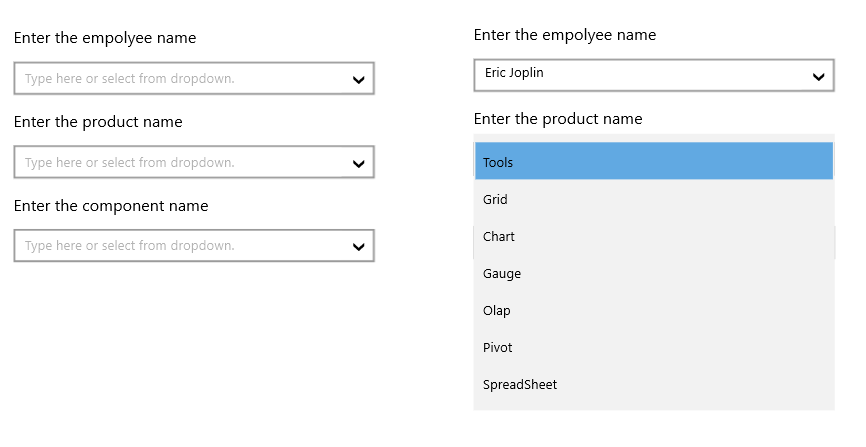 Enter the empolyee name
Type here or select from dropdown.
Enter the product name
Type here or select from dropdown.
Enter the component name
Type here or select from dropdown.
Enter the empolyee name
Eric Joplin
Enter the product name
Tools
Grid
Chart
Gauge
Olap
Pivot
SpreadSheet